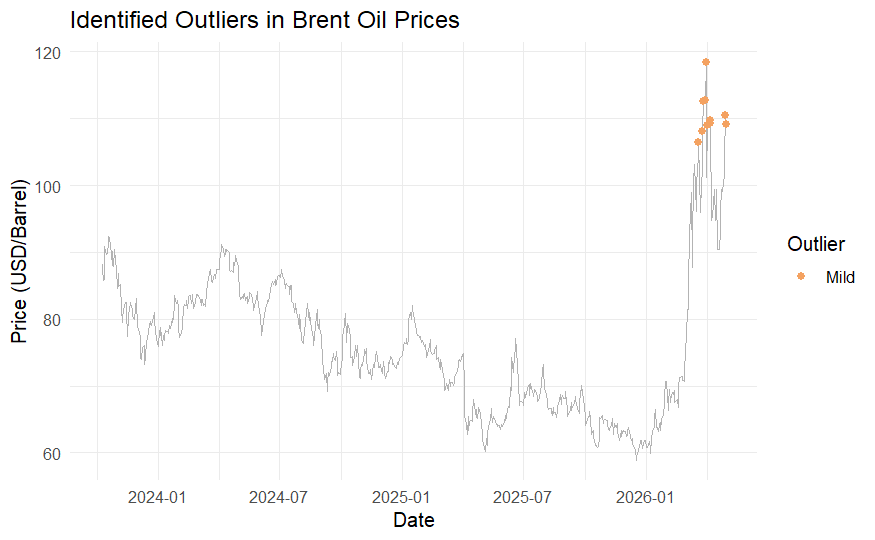 Identified Outliers in Brent Oil Prices
120
100
80
60
Price (USD/Barrel)
2024-01
2024-07
2025-01
2025-07
2026-01
Date
Outlier
Mild